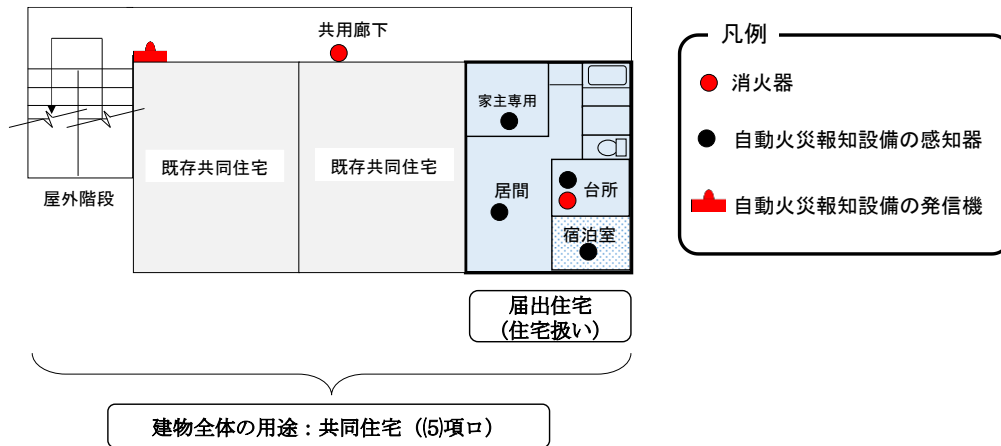 共用廊下
家主専用
既存共同住宅
既存共同住宅
屋外階段
居間
台所
宿泊室
届出住宅
（住宅扱い）
建物全体の用途：共同住宅（(5)項ロ）
凡例
消火器
自動火災報知設備の感知器
自動火災報知設備の発信機